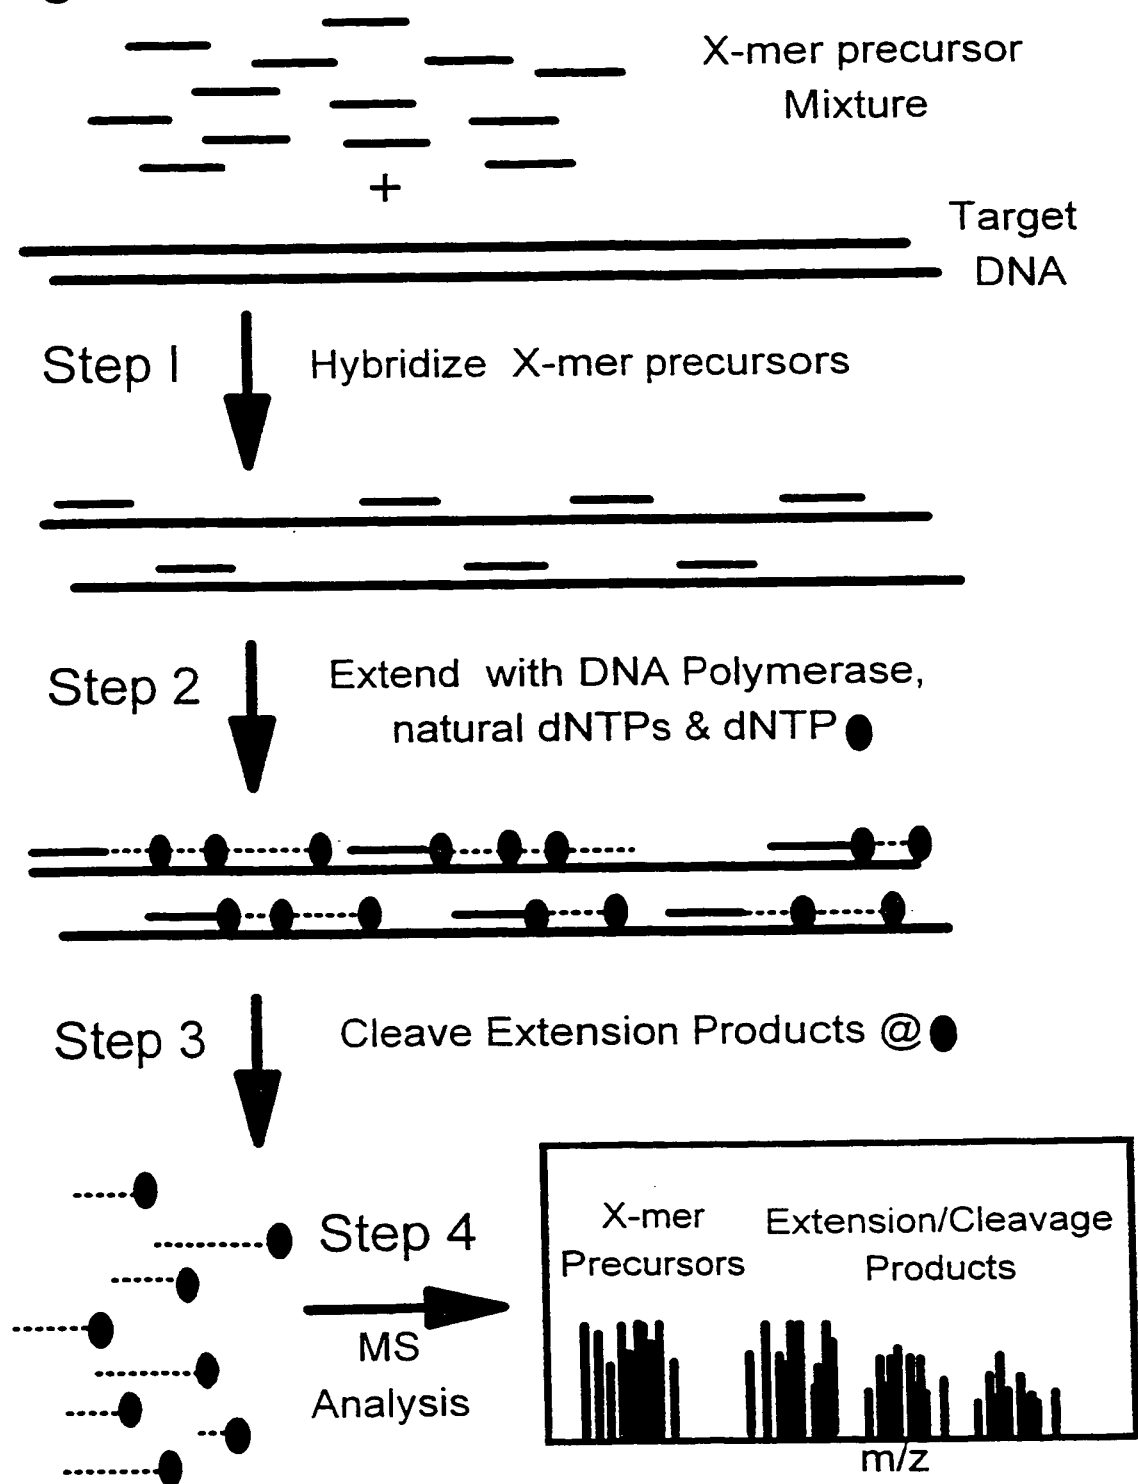 X-mer precursor
Mixture
+
Target
DNA
Step I
Hybridize X-mer precursors
Step 2
Extend with DNA Polymerase,
natural dNTPs & dNTP
Step 3
Cleave Extension Products @
Step 4
MS
Analysis
X-mer
Precursors
Extension/Cleavage
Products
m/z